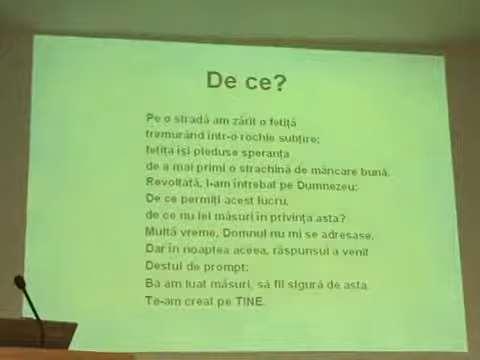 De ce?
Pe o stradă am zărit o fetiță
tremurând într-o rochie subțire;
fetița își pieduse speranța
de a mai primi o strachină de mâncare bună.
Revoltată, l-am întrebat pe Dumnezeu:
De ce permiți acest lucru,
de ce nu iei măsuri în privința asta?
Multă vreme, Domnul nu mi se adresase.
Dar în noaptea aceea, răspunsul a venit
Destul de prompt:
Ba am luat măsuri, să fii sigură de asta.
Te-am creat pe TINE.